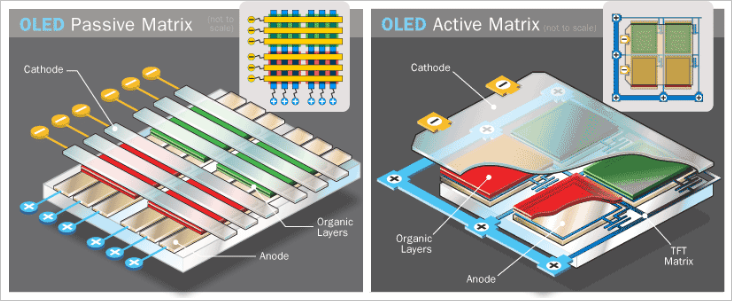 OLED Passive Matrix (not to
scale)
Cathode
Organic
Layers
Anode
OLED Active Matrix (not to scale)
Cathode
Organic
Layers
Anode
TFT
Matrix